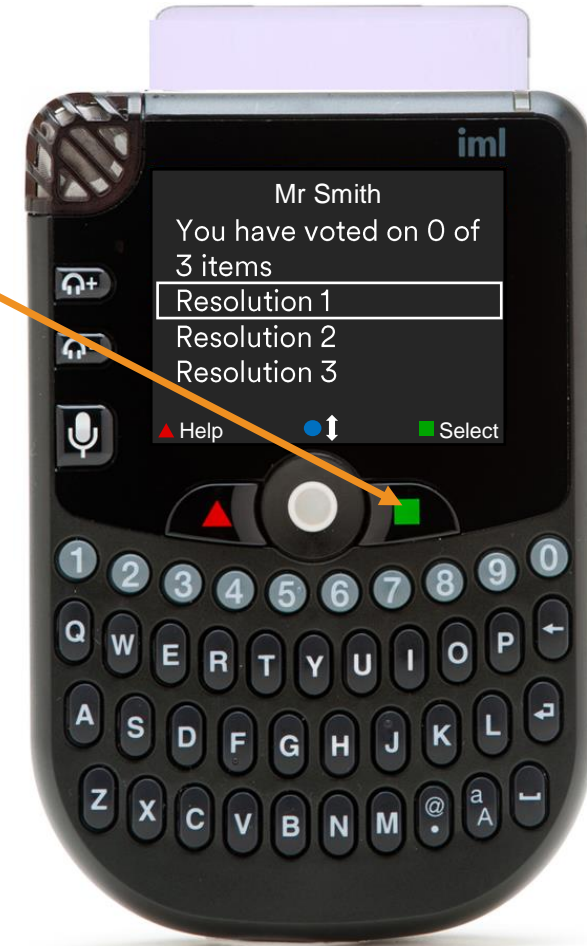 iml
Mr Smith
You have voted on 0 of
3 items
Resolution 1
Resolution 2
Resolution 3
Help
Select
1 2 3 4 5 6 7 8 9 0
Q W E R T Y U I O P
A S D F G H J K L
Z X C V B N M @ . a A